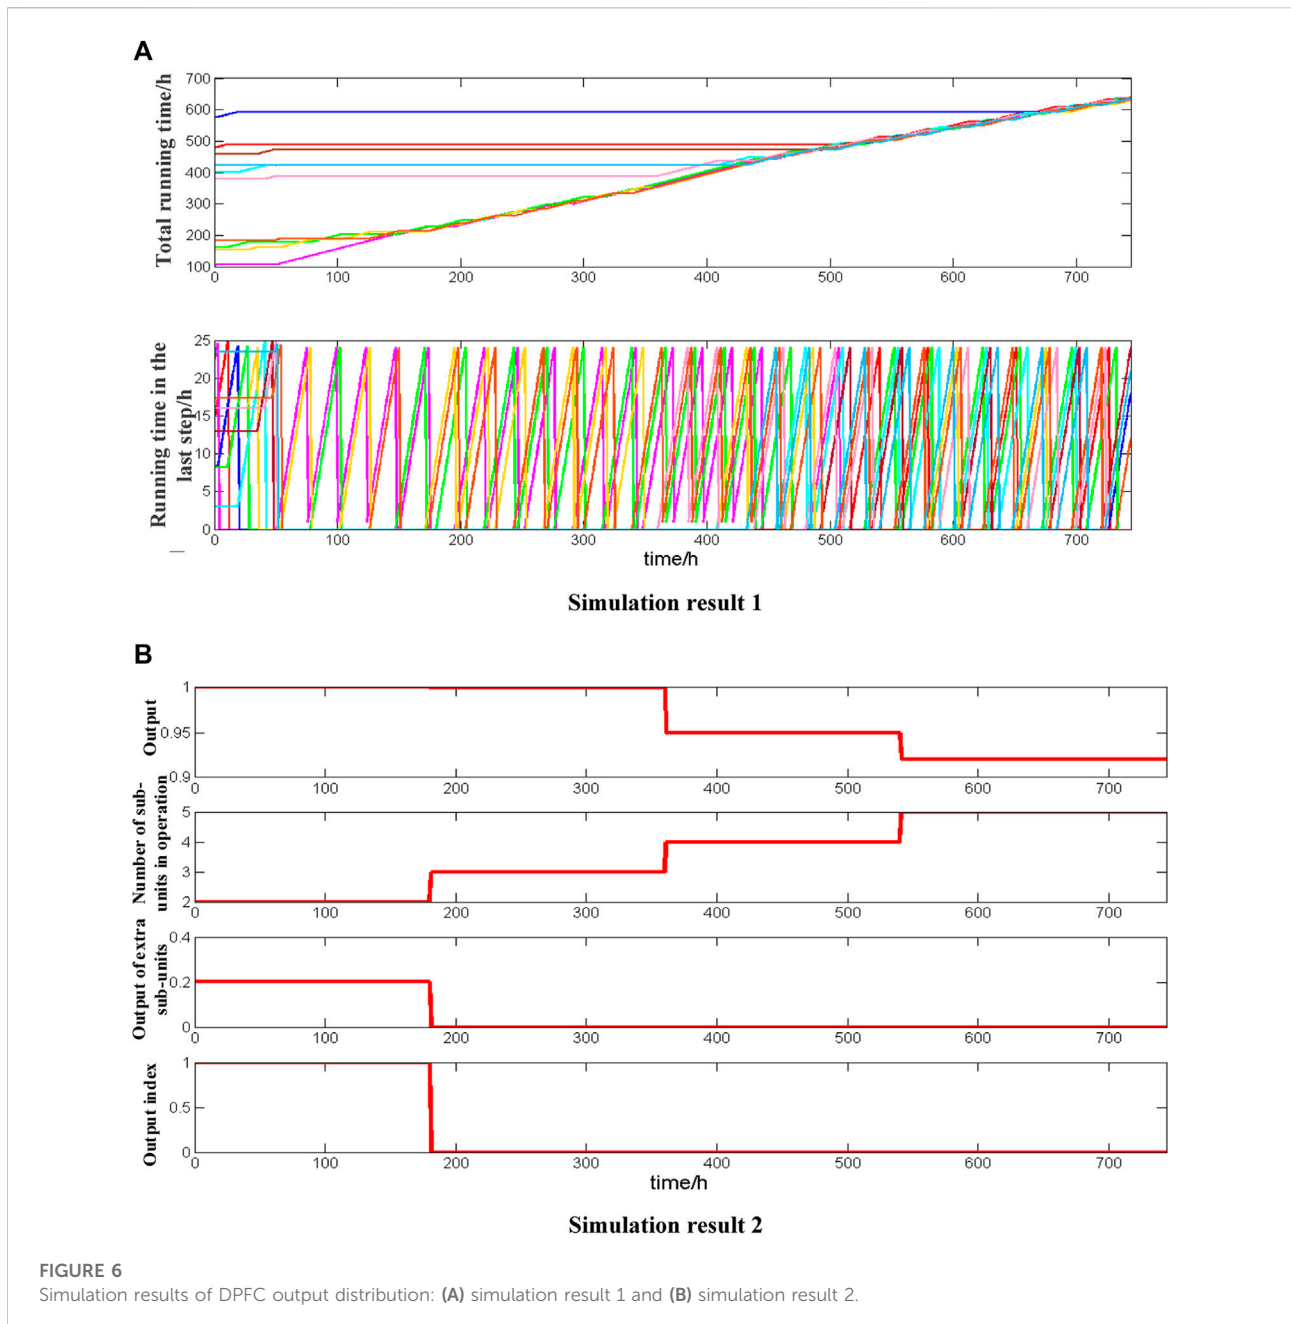 A
Total running time/h
700
600
500
400
300
200
100
0 100 200 300 400 500 600 700
Running time in the
last step/h
25
20
15
10
5
0
0 100 200 300 400 500 600 700
time/h
Simulation result 1
B
Output
1
0.95
0.9
0 100 200 300 400 500 600 700
Number of sub-
units in operation
5
4
3
2
0 100 200 300 400 500 600 700
Output of extra
sub-units
0.4
0.2
0
0 100 200 300 400 500 600 700
Output index
1
0.5
0
0 100 200 300 400 500 600 700
time/h
Simulation result 2
FIGURE 6
Simulation results of DPFC output distribution: (A) simulation result 1 and (B) simulation result 2.